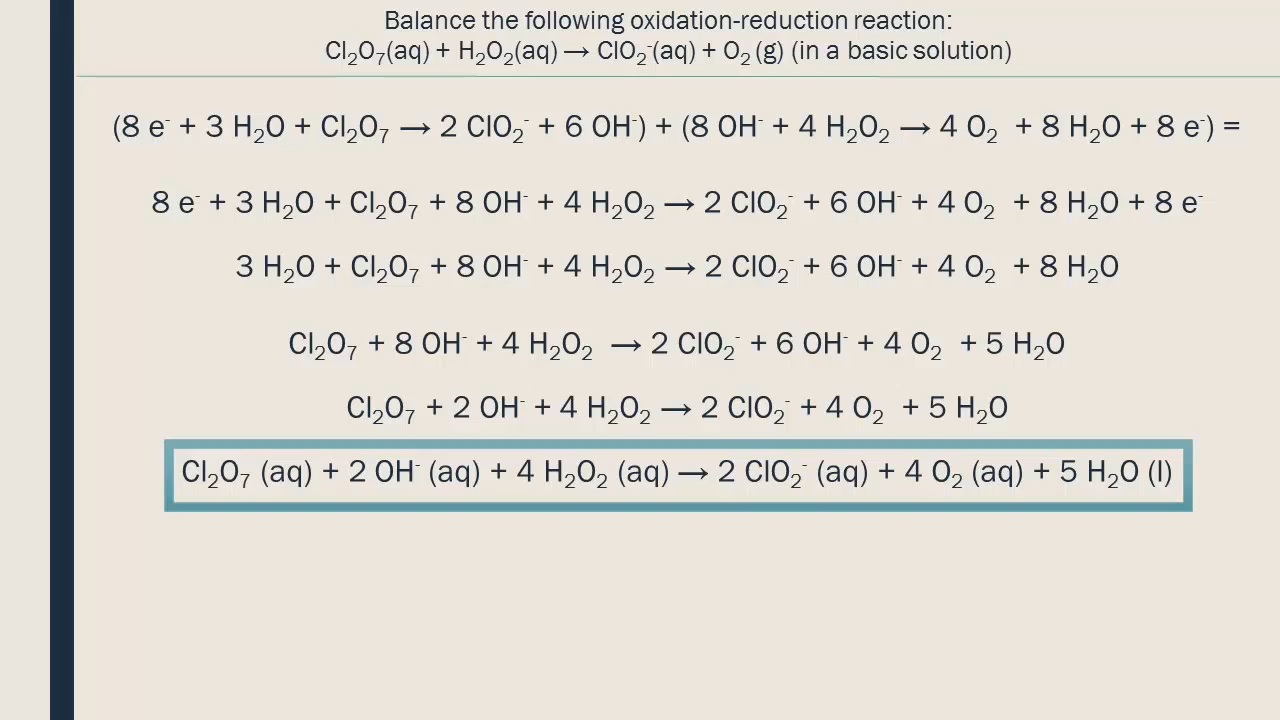 Balance the following oxidation-reduction reaction:
Cl₂O₇(aq) + H₂O₂(aq) → ClO₂⁻(aq) + O₂ (g) (in a basic solution)
(8 e⁻ + 3 H₂O + Cl₂O₇ → 2 ClO₂⁻ + 6 OH⁻) + (8 OH⁻ + 4 H₂O₂ → 4 O₂ + 8 H₂O + 8 e⁻) =
8 e⁻ + 3 H₂O + Cl₂O₇ + 8 OH⁻ + 4 H₂O₂ → 2 ClO₂⁻ + 6 OH⁻ + 4 O₂ + 8 H₂O + 8 e⁻
3 H₂O + Cl₂O₇ + 8 OH⁻ + 4 H₂O₂ → 2 ClO₂⁻ + 6 OH⁻ + 4 O₂ + 8 H₂O
Cl₂O₇ + 8 OH⁻ + 4 H₂O₂ → 2 ClO₂⁻ + 6 OH⁻ + 4 O₂ + 5 H₂O
Cl₂O₇ + 2 OH⁻ + 4 H₂O₂ → 2 ClO₂⁻ + 4 O₂ + 5 H₂O
Cl₂O₇ (aq) + 2 OH⁻ (aq) + 4 H₂O₂ (aq) → 2 ClO₂⁻ (aq) + 4 O₂ (aq) + 5 H₂O (l)